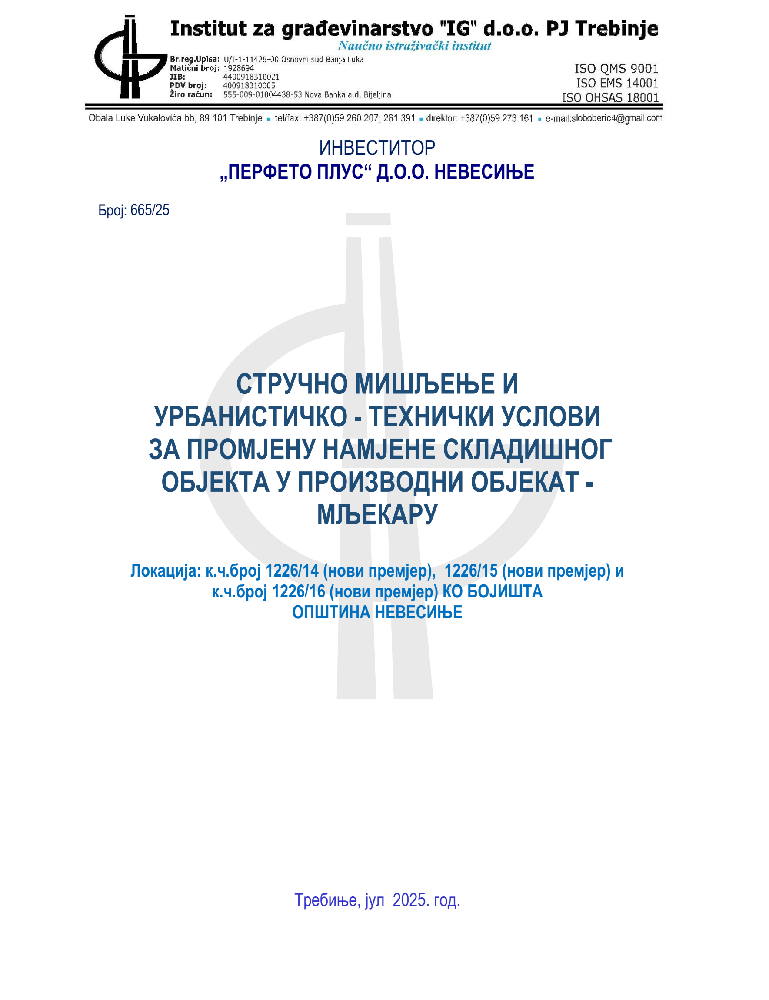 Institut za građevinarstvo "IG" d.o.o. PJ Trebinje
Naučno istraživački institut
Br.reg.Upisa: U/I-1-11425-00 Osnovni sud Banja Luka
Matični broj: 1928694
JIB: 4400918310021
PDV broj: 400918310005
Žiro račun: 555-009-01004438-53 Nova Banka a.d. Bijeljina
ISO QMS 9001
ISO EMS 14001
ISO OHSAS 18001
Obala Luke Vukalovića bb, 89 101 Trebinje ▪ tel/fax: +387(0)59 260 207; 261 391 ▪ direktor: +387(0)59 273 161 ▪ e-mail:sloboberic4@gmail.com
ИНВЕСТИТОР
„ПЕРФЕТО ПЛУС“ Д.О.О. НЕВЕСИЊЕ
Број: 665/25
СТРУЧНО МИШЉЕЊЕ И
УРБАНИСТИЧКО - ТЕХНИЧКИ УСЛОВИ
ЗА ПРОМЈЕНУ НАМЈЕНЕ СКЛАДИШНОГ
ОБЈЕКТА У ПРОИЗВОДНИ ОБЈЕКАТ -
МЉЕКАРУ
Локација: к.ч.број 1226/14 (нови премјер),  1226/15 (нови премјер) и
к.ч.број 1226/16 (нови премјер) КО БОЈИШТА
ОПШТИНА НЕВЕСИЊЕ
Требиње, јул  2025. год.